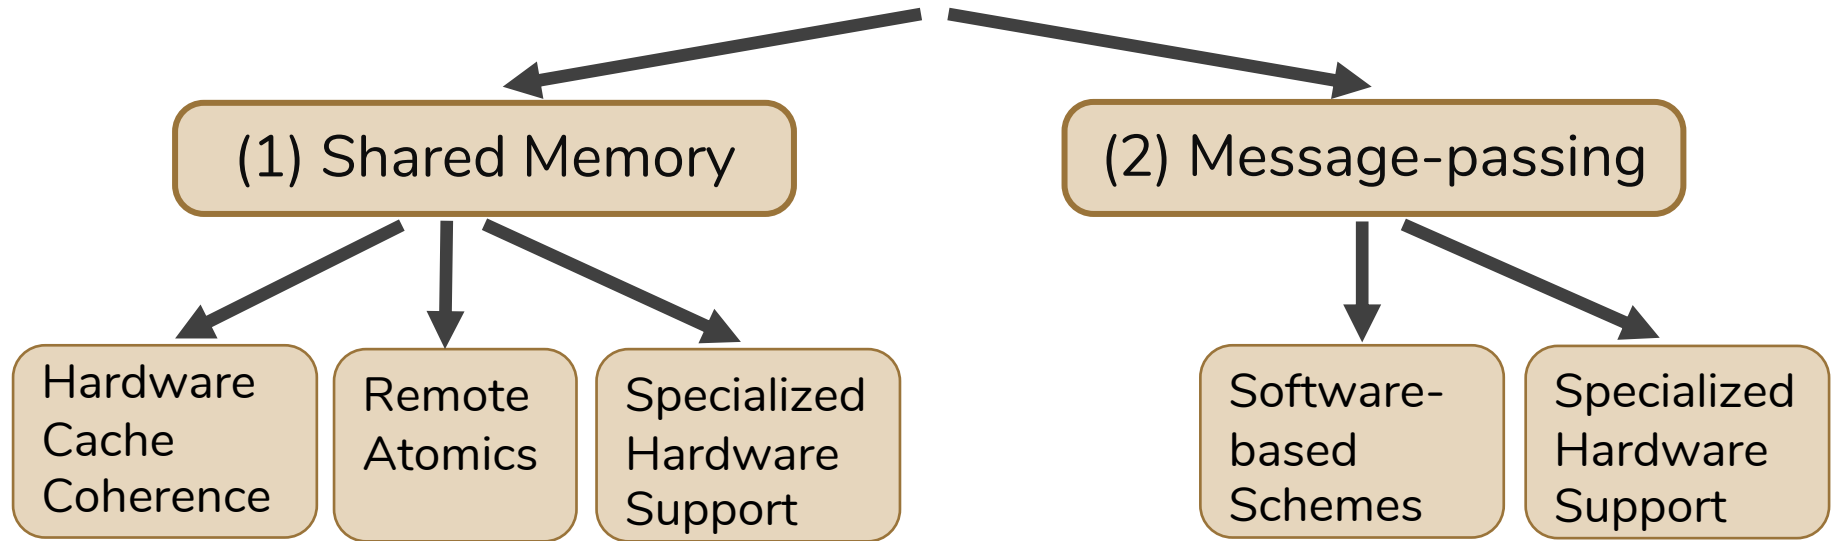 (1) Shared Memory
(2) Message-passing
Hardware
Cache
Coherence
Remote
Atomics
Specialized
Hardware
Support
Software-
based
Schemes
Specialized
Hardware
Support